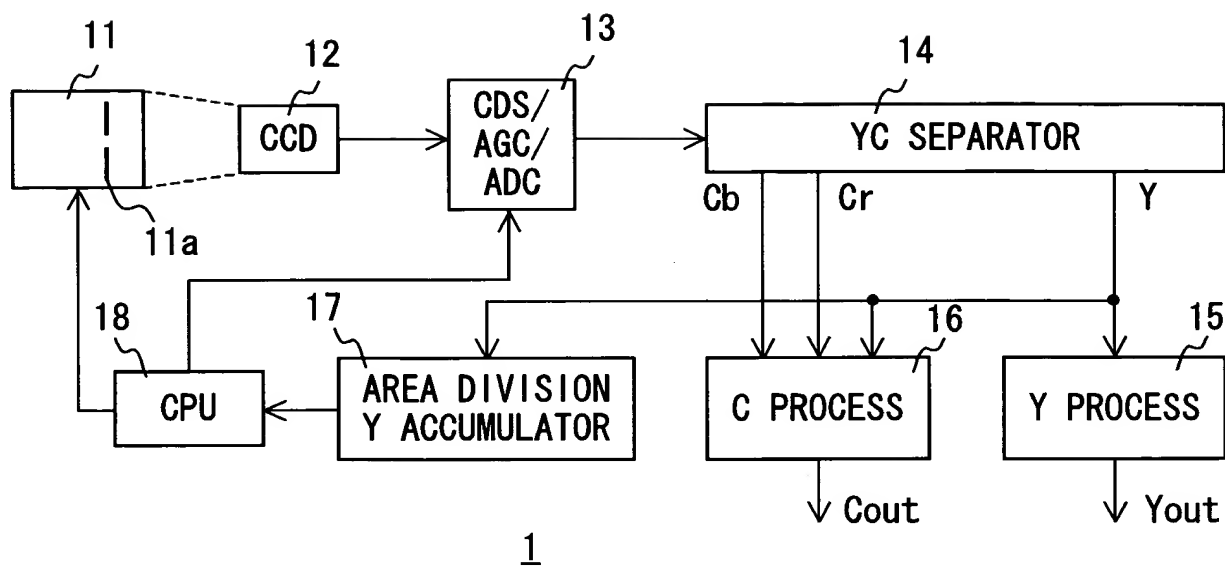 11
12
13
14
CCD
CDS/
AGC/
ADC
YC SEPARATOR
Cb
Cr
Y
11a
18
17
16
15
CPU
AREA DIVISION
Y ACCUMULATOR
C PROCESS
Y PROCESS
Cout
Yout
1